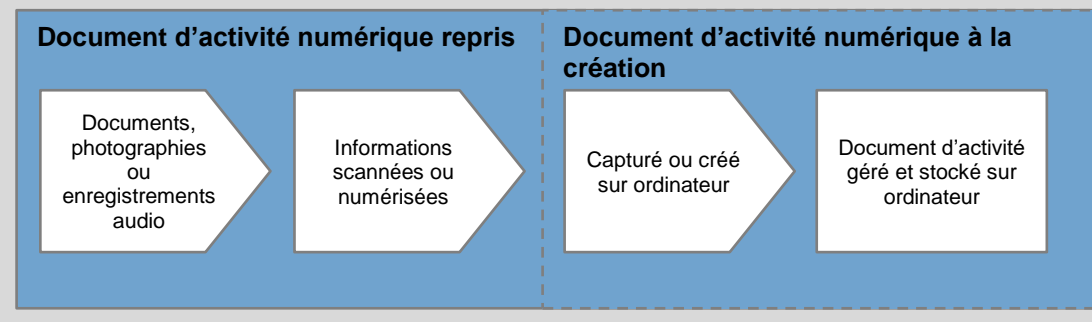 Document d’activité numérique repris
Document d’activité numérique à la
création
Documents,
photographies
ou
enregistrements
audio
Informations
scannées ou
numérisées
Capturé ou créé
sur ordinateur
Document d’activité
géré et stocké sur
ordinateur